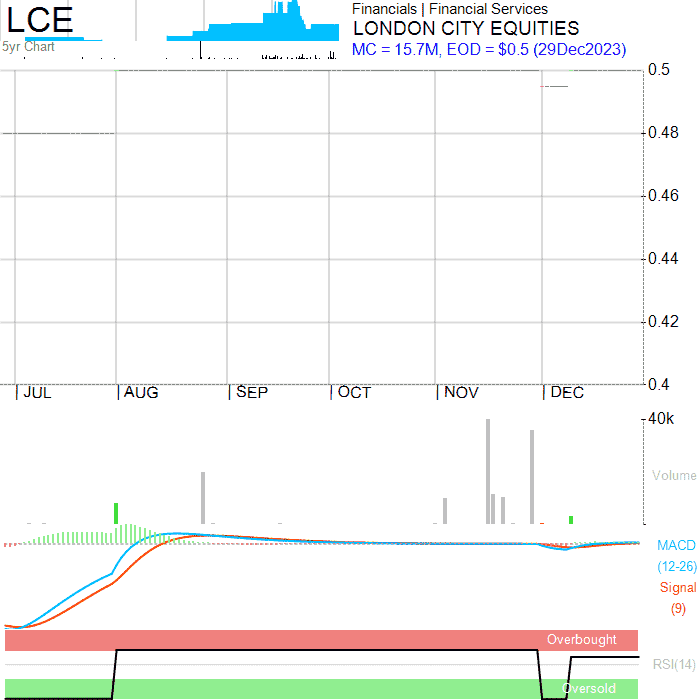 LCE
5yr Chart
Financials | Financial Services
LONDON CITY EQUITIES
MC = 15.7M, EOD = $0.5 (29Dec2023)
0.5
0.48
0.46
0.44
0.42
0.4
JUL AUG SEP OCT NOV DEC
40k
Volume
MACD
(12-26)
Signal
(9)
Overbought
RSI(14)
Oversold